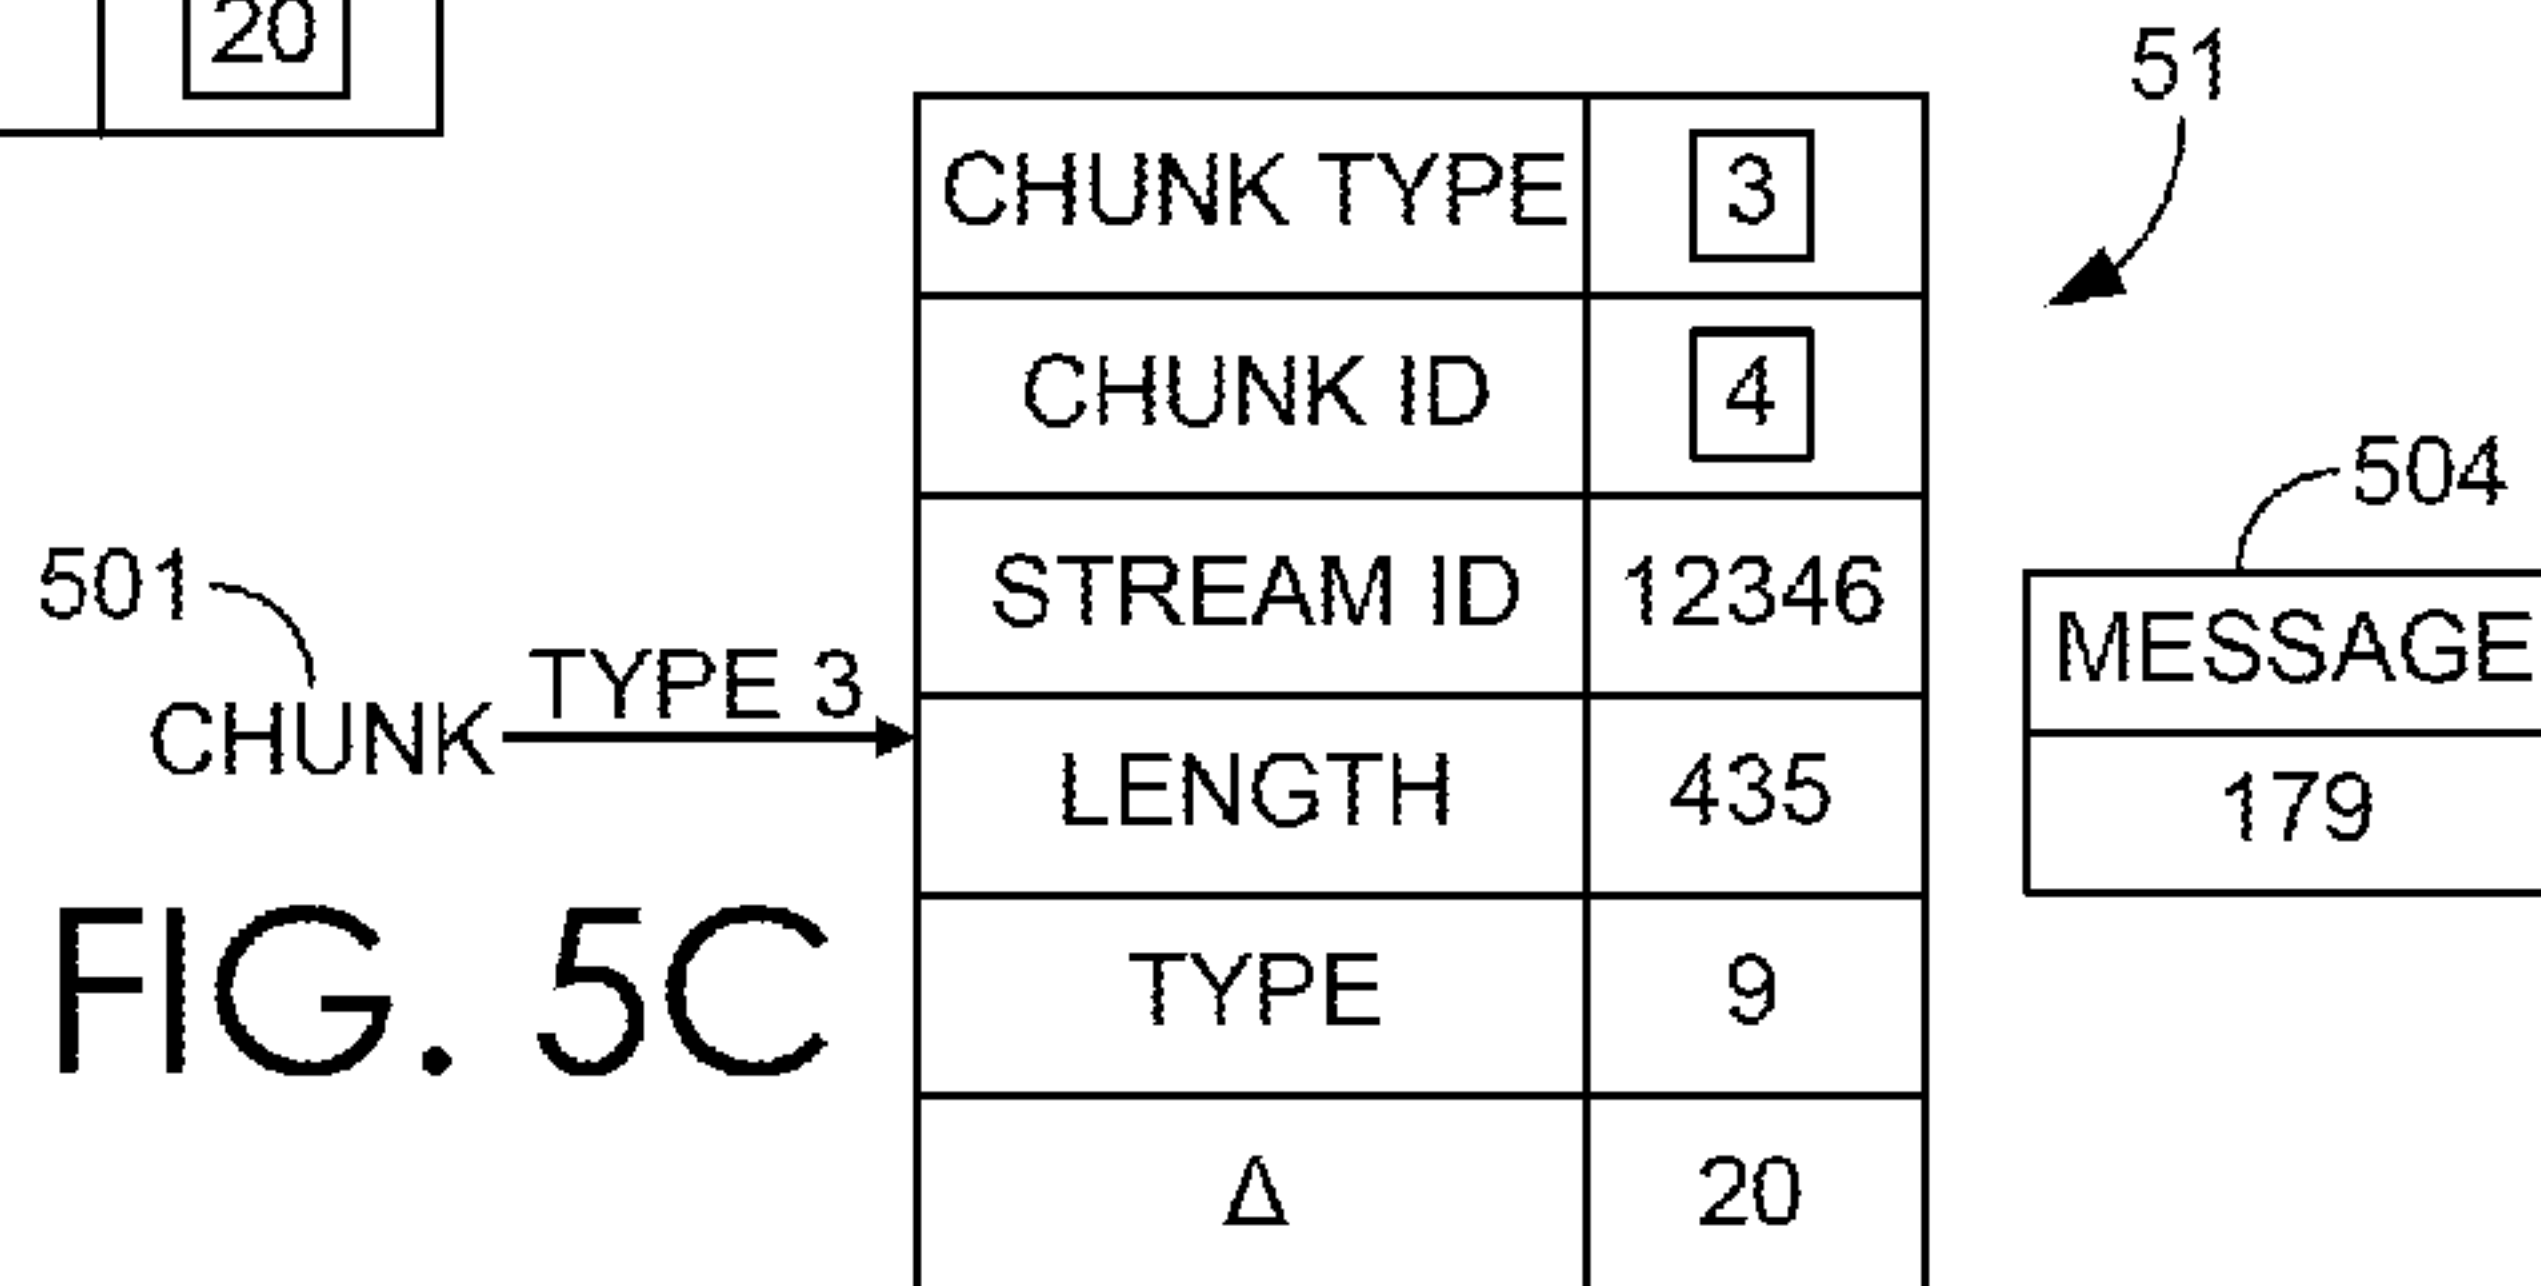 20
51
CHUNK TYPE 3
CHUNK ID 4
504
STREAM ID 12346
501
MESSAGE
TYPE 3
CHUNK
LENGTH 435
179
FIG. 5C
TYPE 9
Δ 20